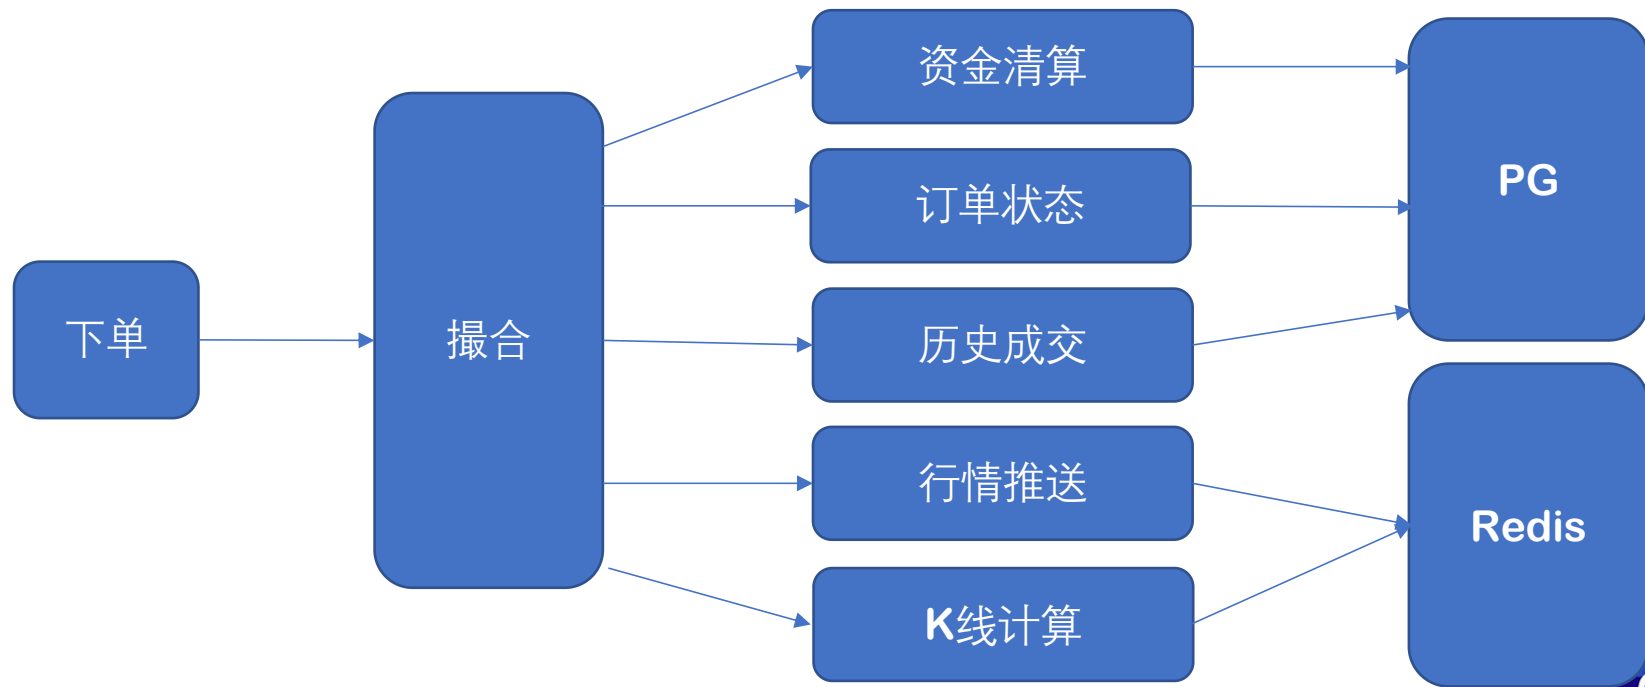 下单
撮合
资金清算
订单状态
历史成交
行情推送
K线计算
PG
Redis